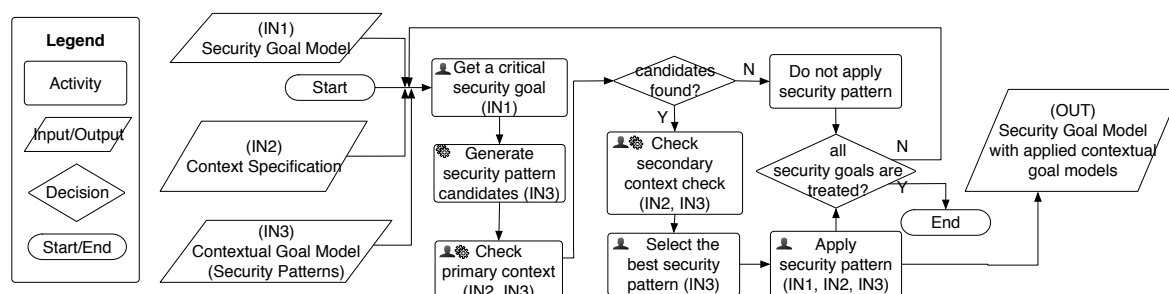 Legend
Activity
Input/Output
Decision
Start/End
(IN1)
Security Goal Model
Start
(IN2)
Context Specification
(IN3)
Contextual Goal Model
(Security Patterns)
Get a critical
security goal
(IN1)
Generate
security pattern
candidates (IN3)
Check
primary context
(IN2, IN3)
candidates
found?
N
Y
Check
secondary
context check
(IN2, IN3)
Select the
best security
pattern (IN3)
Do not apply
security pattern
all
security goals are
treated?
N
Y
End
Apply
security pattern
(IN1, IN2, IN3)
(OUT)
Security Goal Model
with applied contextual
goal models